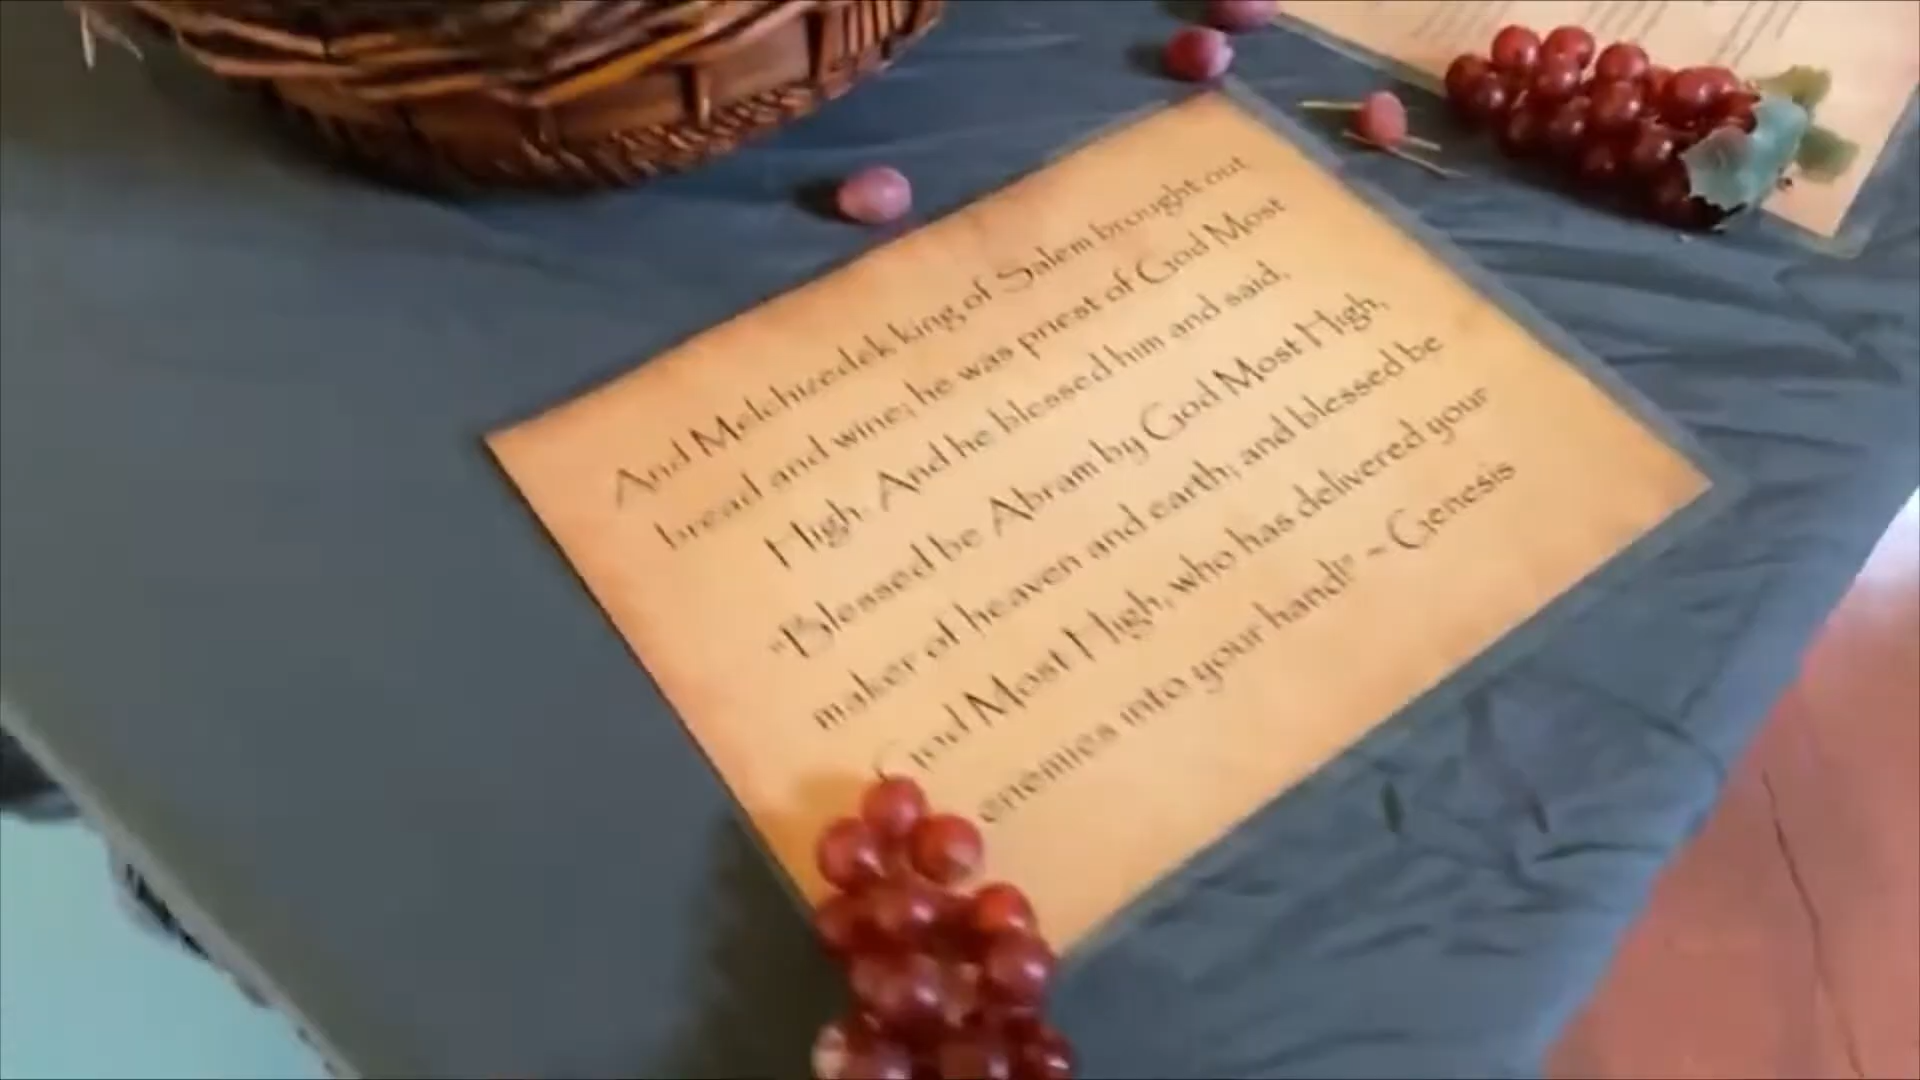 And Melchizedek king of Salem brought out
bread and wine; he was priest of God Most
High. And he blessed him and said,
"Blessed be Abram by God Most High,
maker of heaven and earth; and blessed be
God Most High, who has delivered your
enemies into your hand!" ~ Genesis